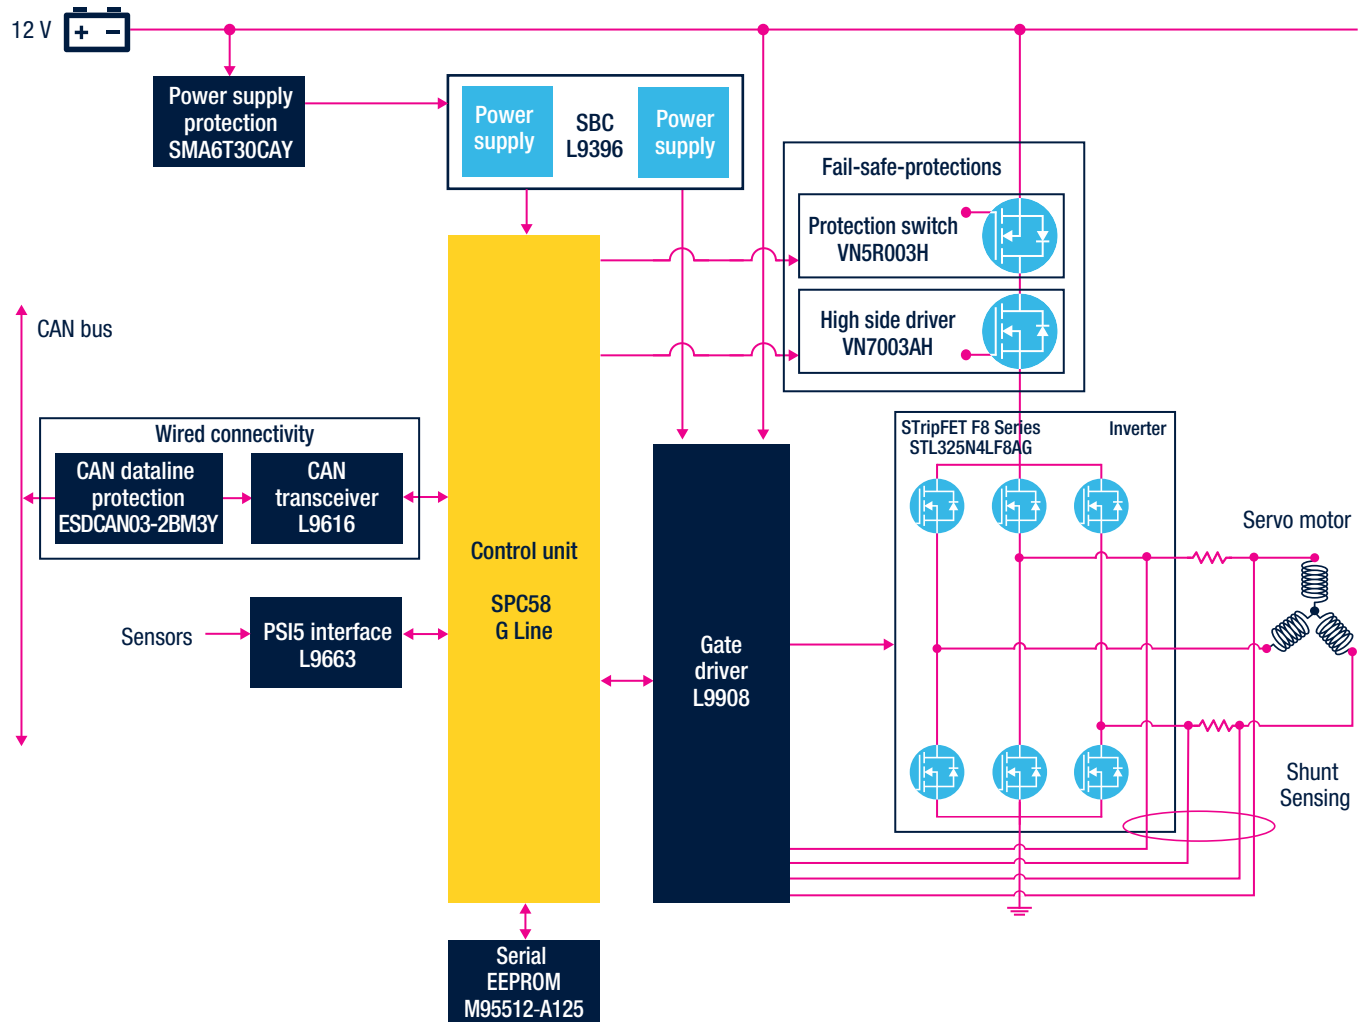 12 V
Power supply
protection
SMA6T30CAY
Power
supply
SBC
L9396
Power
supply
Fail-safe-protections
Protection switch
VN5R003H
High side driver
VN7003AH
CAN bus
Wired connectivity
CAN dataline
protection
ESDCAN03-2BM3Y
CAN
transceiver
L9616
Sensors
PSI5 interface
L9663
Control unit
SPC58
G Line
Gate
driver
L9908
STripFET F8 Series
STL325N4LF8AG
Inverter
Servo motor
Shunt
Sensing
Serial
EEPROM
M95512-A125